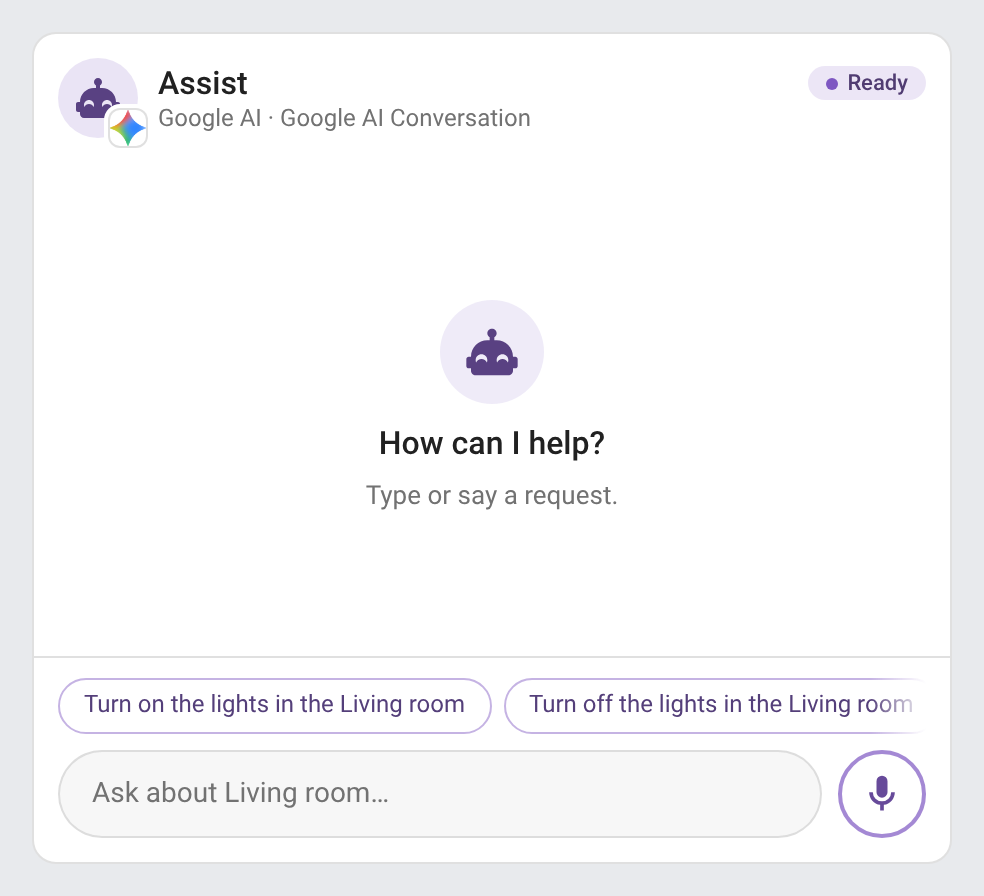 Assist
Google AI · Google AI Conversation
Ready
How can I help?
Type or say a request.
Turn on the lights in the Living room
Turn off the lights in the Living room
Ask about Living room…